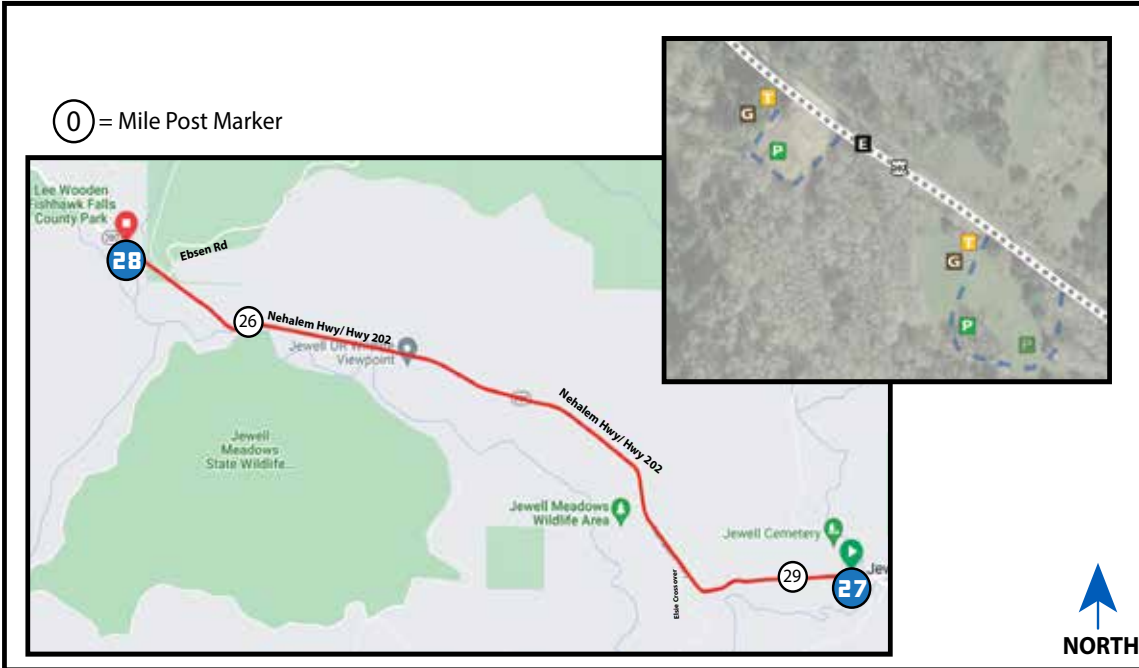 0 = Mile Post Marker
T
G
P
E
T
G
P
P
Lee Wooden
Fishhawk Falls
County Park
28
Ebsen Rd
26
Nehalem Hwy/ Hwy 202
Viewpoint
Jewell
Meadows
State Wildlife...
Nehalem Hwy/ Hwy 202
Jewell Meadows
Wildlife Area
Elsie Crossover
Jewell Cemetery
29
27
NORTH